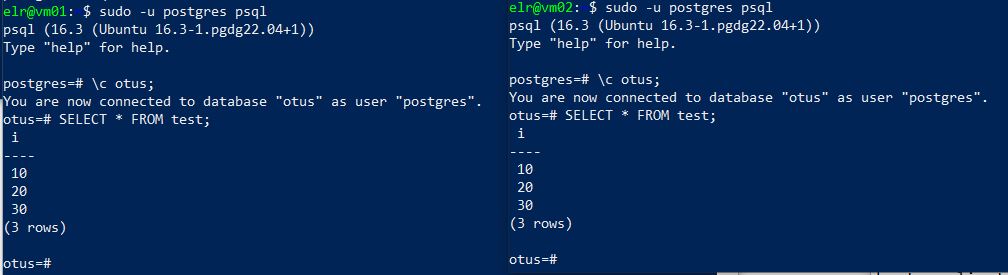 elr@vm01:~$ sudo -u postgres psql
psql (16.3 (Ubuntu 16.3-1.pgdg22.04+1))
Type "help" for help.
postgres=# \c otus;
You are now connected to database "otus" as user "postgres".
otus=# SELECT * FROM test;
i
----
10
20
30
(3 rows)
otus=#
elr@vm02:~$ sudo -u postgres psql
psql (16.3 (Ubuntu 16.3-1.pgdg22.04+1))
Type "help" for help.
postgres=# \c otus;
You are now connected to database "otus" as user "postgres".
otus=# SELECT * FROM test;
i
----
10
20
30
(3 rows)
otus=#